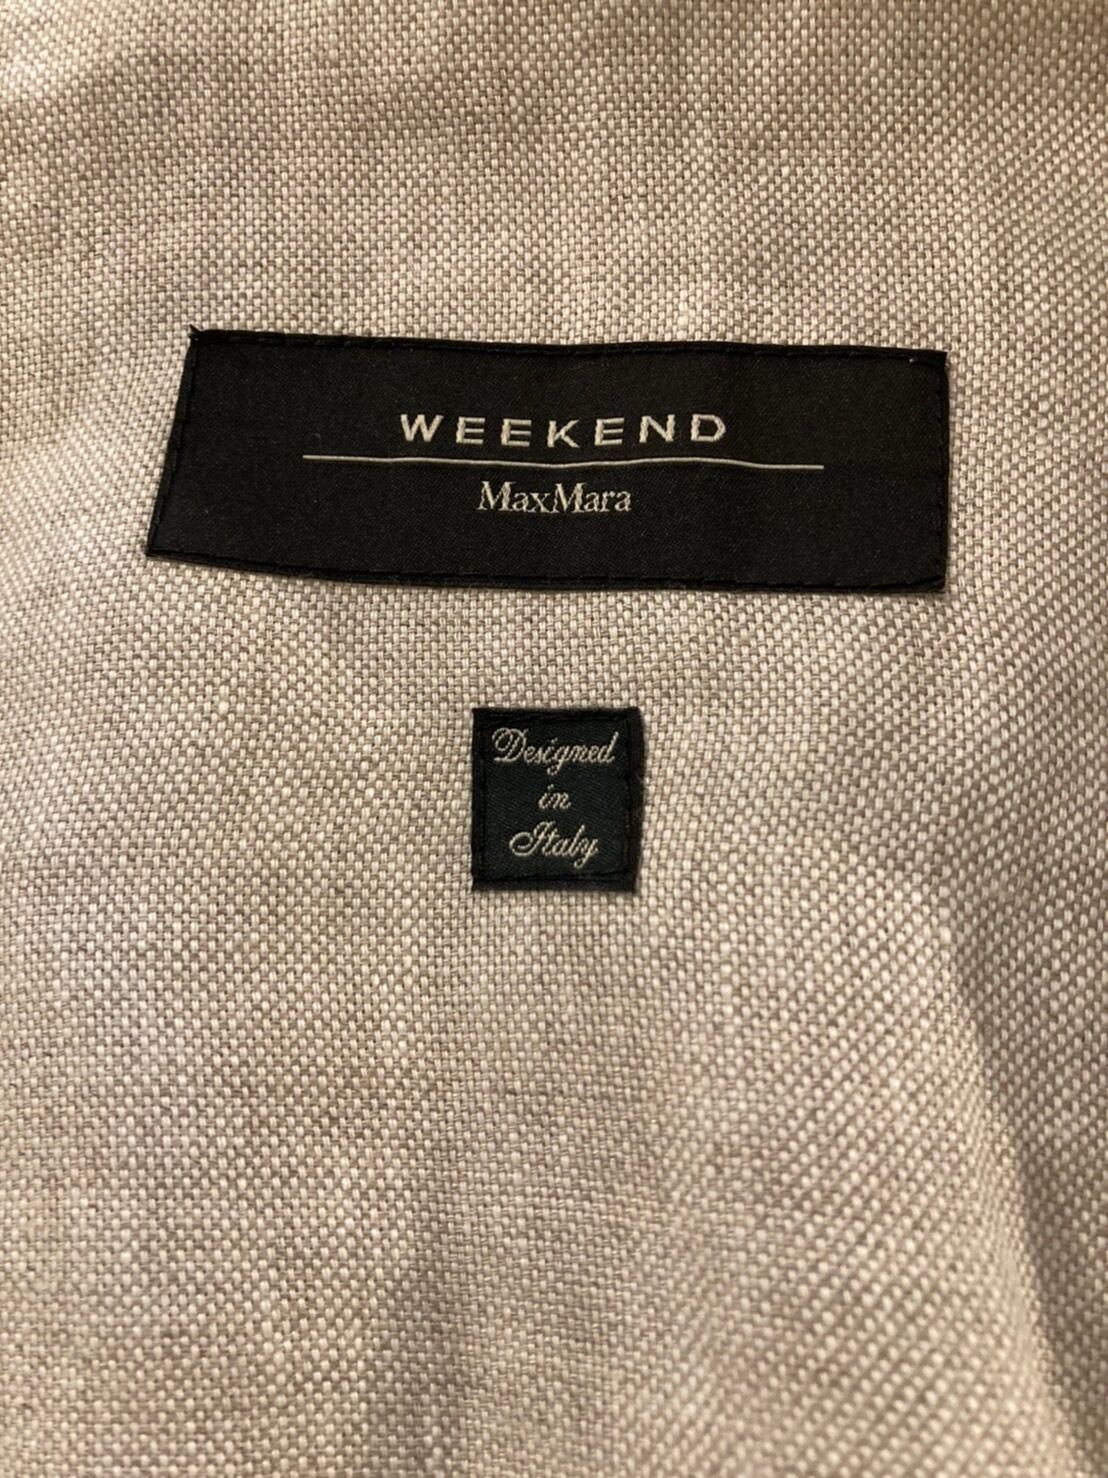 WEEKEND
MaxMara
Designed
in
Italy